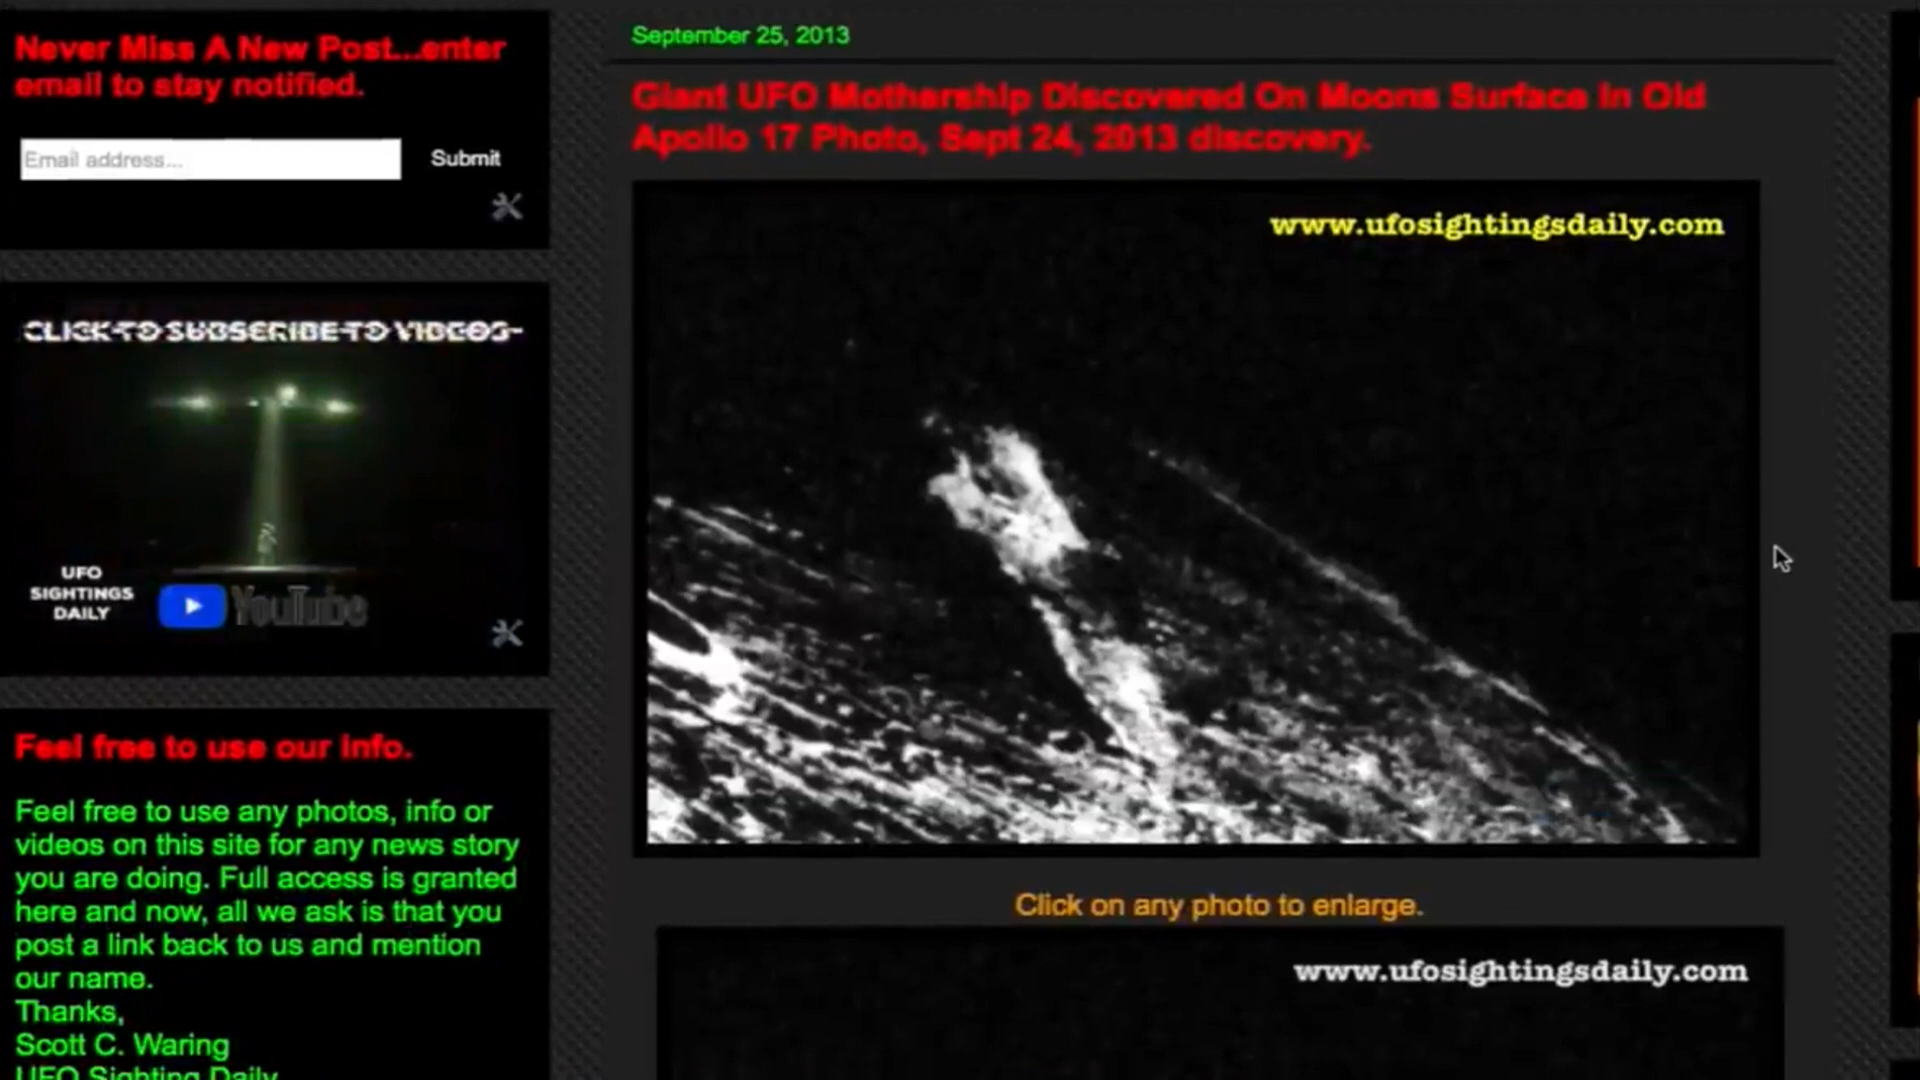 Never Miss A New Post...enter
email to stay notified.
Email address...
Submit
CLICK TO SUBSCRIBE TO VIDEOS-
UFO
SIGHTINGS
DAILY
YouTube
Feel free to use our info.
Feel free to use any photos, info or
videos on this site for any news story
you are doing. Full access is granted
here and now, all we ask is that you
post a link back to us and mention
our name.
Thanks,
Scott C. Waring
UFO Sighting Daily
September 25, 2013
Giant UFO Mothership Discovered On Moons Surface In Old
Apollo 17 Photo, Sept 24, 2013 discovery.
www.ufosightingsdaily.com
Click on any photo to enlarge.
www.ufosightingsdaily.com